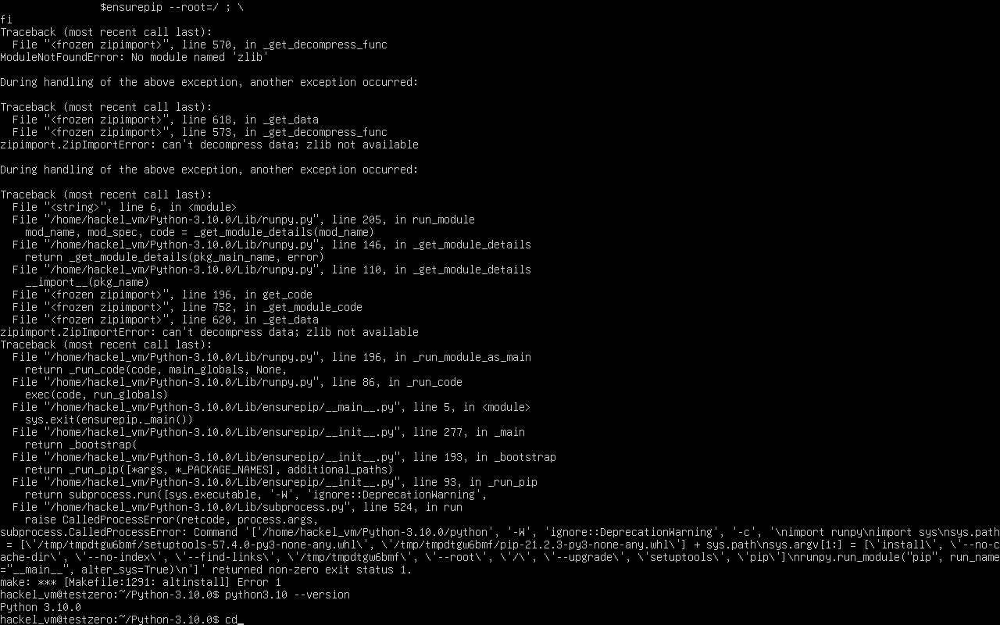 $ensurepip --root=/ ; \
fi
Traceback (most recent call last):
  File "<frozen zipimport>", line 570, in _get_decompress_func
ModuleNotFoundError: No module named 'zlib'

During handling of the above exception, another exception occurred:

Traceback (most recent call last):
  File "<frozen zipimport>", line 618, in _get_data
  File "<frozen zipimport>", line 573, in _get_decompress_func
zipimport.ZipImportError: can't decompress data; zlib not available

During handling of the above exception, another exception occurred:

Traceback (most recent call last):
  File "<string>", line 6, in <module>
  File "/home/hackel_vm/Python-3.10.0/Lib/runpy.py", line 205, in run_module
    mod_name, mod_spec, code = _get_module_details(mod_name)
  File "/home/hackel_vm/Python-3.10.0/Lib/runpy.py", line 146, in _get_module_details
    return _get_module_details(pkg_main_name, error)
  File "/home/hackel_vm/Python-3.10.0/Lib/runpy.py", line 110, in _get_module_details
    __import__(pkg_name)
  File "<frozen zipimport>", line 196, in get_code
  File "<frozen zipimport>", line 752, in _get_module_code
  File "<frozen zipimport>", line 620, in _get_data
zipimport.ZipImportError: can't decompress data; zlib not available
Traceback (most recent call last):
  File "/home/hackel_vm/Python-3.10.0/Lib/runpy.py", line 196, in _run_module_as_main
    return _run_code(code, main_globals, None,
  File "/home/hackel_vm/Python-3.10.0/Lib/runpy.py", line 86, in _run_code
    exec(code, run_globals)
  File "/home/hackel_vm/Python-3.10.0/Lib/ensurepip/__main__.py", line 5, in <module>
    sys.exit(ensurepip._main())
  File "/home/hackel_vm/Python-3.10.0/Lib/ensurepip/__init__.py", line 277, in _main
    return _bootstrap(
  File "/home/hackel_vm/Python-3.10.0/Lib/ensurepip/__init__.py", line 193, in _bootstrap
    return _run_pip([*args, *_PACKAGE_NAMES], additional_paths)
  File "/home/hackel_vm/Python-3.10.0/Lib/ensurepip/__init__.py", line 93, in _run_pip
    return subprocess.run([sys.executable, '-W', 'ignore::DeprecationWarning',
  File "/home/hackel_vm/Python-3.10.0/Lib/subprocess.py", line 524, in run
    raise CalledProcessError(retcode, process.args,
subprocess.CalledProcessError: Command '['/home/hackel_vm/Python-3.10.0/python', '-W', 'ignore::DeprecationWarning', '-c', '\nimport runpy\nimport sys\nsys.path
 = [\'/tmp/tmpdtgw6bmf/setuptools-57.4.0-py3-none-any.whl\', \'/tmp/tmpdtgw6bmf/pip-21.2.3-py3-none-any.whl\'] + sys.path\nsys.argv[1:] = [\'install\', \'--no-c
ache-dir\', \'--no-index\', \'--find-links\', \'/tmp/tmpdtgw6bmf\', \'--root\', \'/\', \'--upgrade\', \'setuptools\', \'pip\']\nrunpy.run_module("pip", run_name
="__main__", alter_sys=True)\n']' returned non-zero exit status 1.
make: *** [Makefile:1291: altinstall] Error 1
hackel_vm@testzero:~/Python-3.10.0$ python3.10 --version
Python 3.10.0
hackel_vm@testzero:~/Python-3.10.0$ cd_